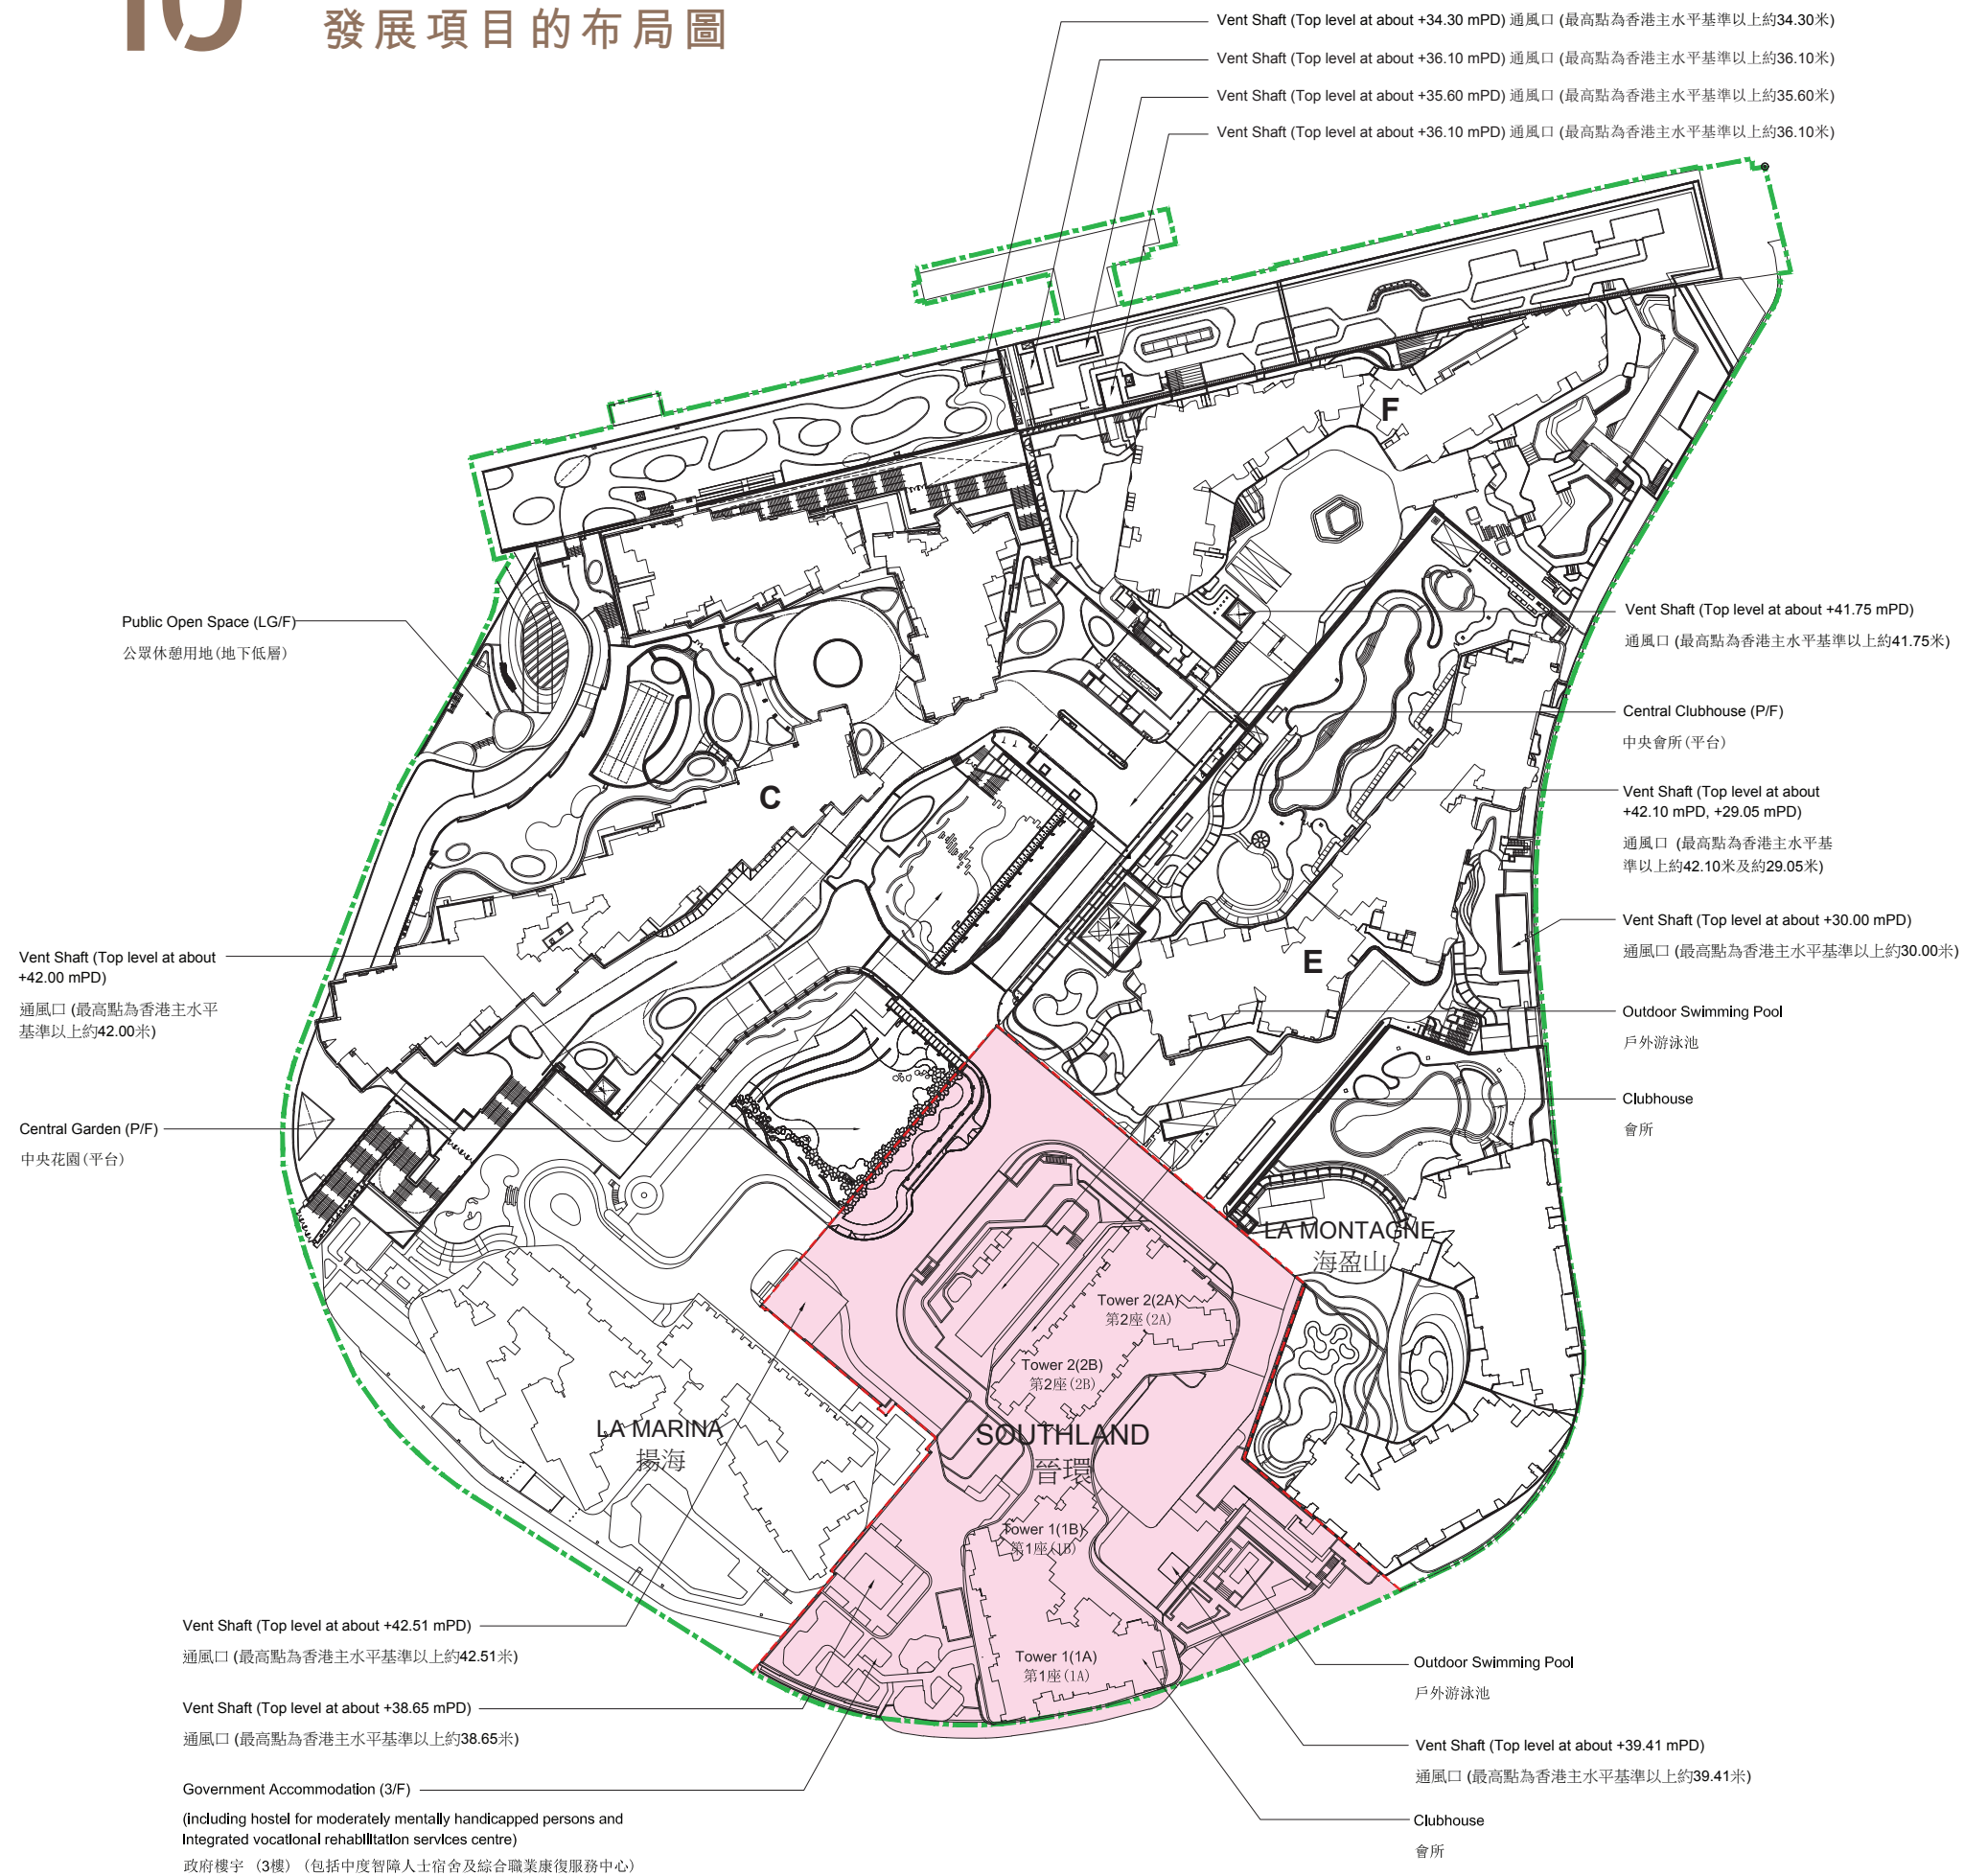 10
發展項目的布局圖
Vent Shaft (Top level at about +34.30 mPD) 通風口 (最高點為香港主水平基準以上約34.30米)
Vent Shaft (Top level at about +36.10 mPD) 通風口 (最高點為香港主水平基準以上約36.10米)
Vent Shaft (Top level at about +35.60 mPD) 通風口 (最高點為香港主水平基準以上約35.60米)
Vent Shaft (Top level at about +36.10 mPD) 通風口 (最高點為香港主水平基準以上約36.10米)
F
Public Open Space (LG/F)
公眾休憩用地(地下低層)
Vent Shaft (Top level at about +41.75 mPD)
通風口 (最高點為香港主水平基準以上約41.75米)
Central Clubhouse (P/F)
中央會所(平台)
C
Vent Shaft (Top level at about
+42.10 mPD, +29.05 mPD)
通風口 (最高點為香港主水平基
準以上約42.10米及約29.05米)
Vent Shaft (Top level at about +30.00 mPD)
通風口 (最高點為香港主水平基準以上約30.00米)
E
Vent Shaft (Top level at about
+42.00 mPD)
通風口 (最高點為香港主水平
基準以上約42.00米)
Outdoor Swimming Pool
戶外游泳池
Clubhouse
會所
Central Garden (P/F)
中央花園(平台)
LA MONTAGNE
海盈山
Tower 2(2A)
第2座(2A)
Tower 2(2B)
第2座(2B)
LA MARINA
揚海
SOUTHLAND
晉環
Tower 1(1B)
第1座(1B)
Tower 1(1A)
第1座(1A)
Vent Shaft (Top level at about +42.51 mPD)
通風口 (最高點為香港主水平基準以上約42.51米)
Vent Shaft (Top level at about +38.65 mPD)
通風口 (最高點為香港主水平基準以上約38.65米)
Government Accommodation (3/F)
(including hostel for moderately mentally handicapped persons and
integrated vocational rehabilitation services centre)
政府樓宇 (3樓) (包括中度智障人士宿舍及綜合職業康復服務中心)
Outdoor Swimming Pool
戶外游泳池
Vent Shaft (Top level at about +39.41 mPD)
通風口 (最高點為香港主水平基準以上約39.41米)
Clubhouse
會所